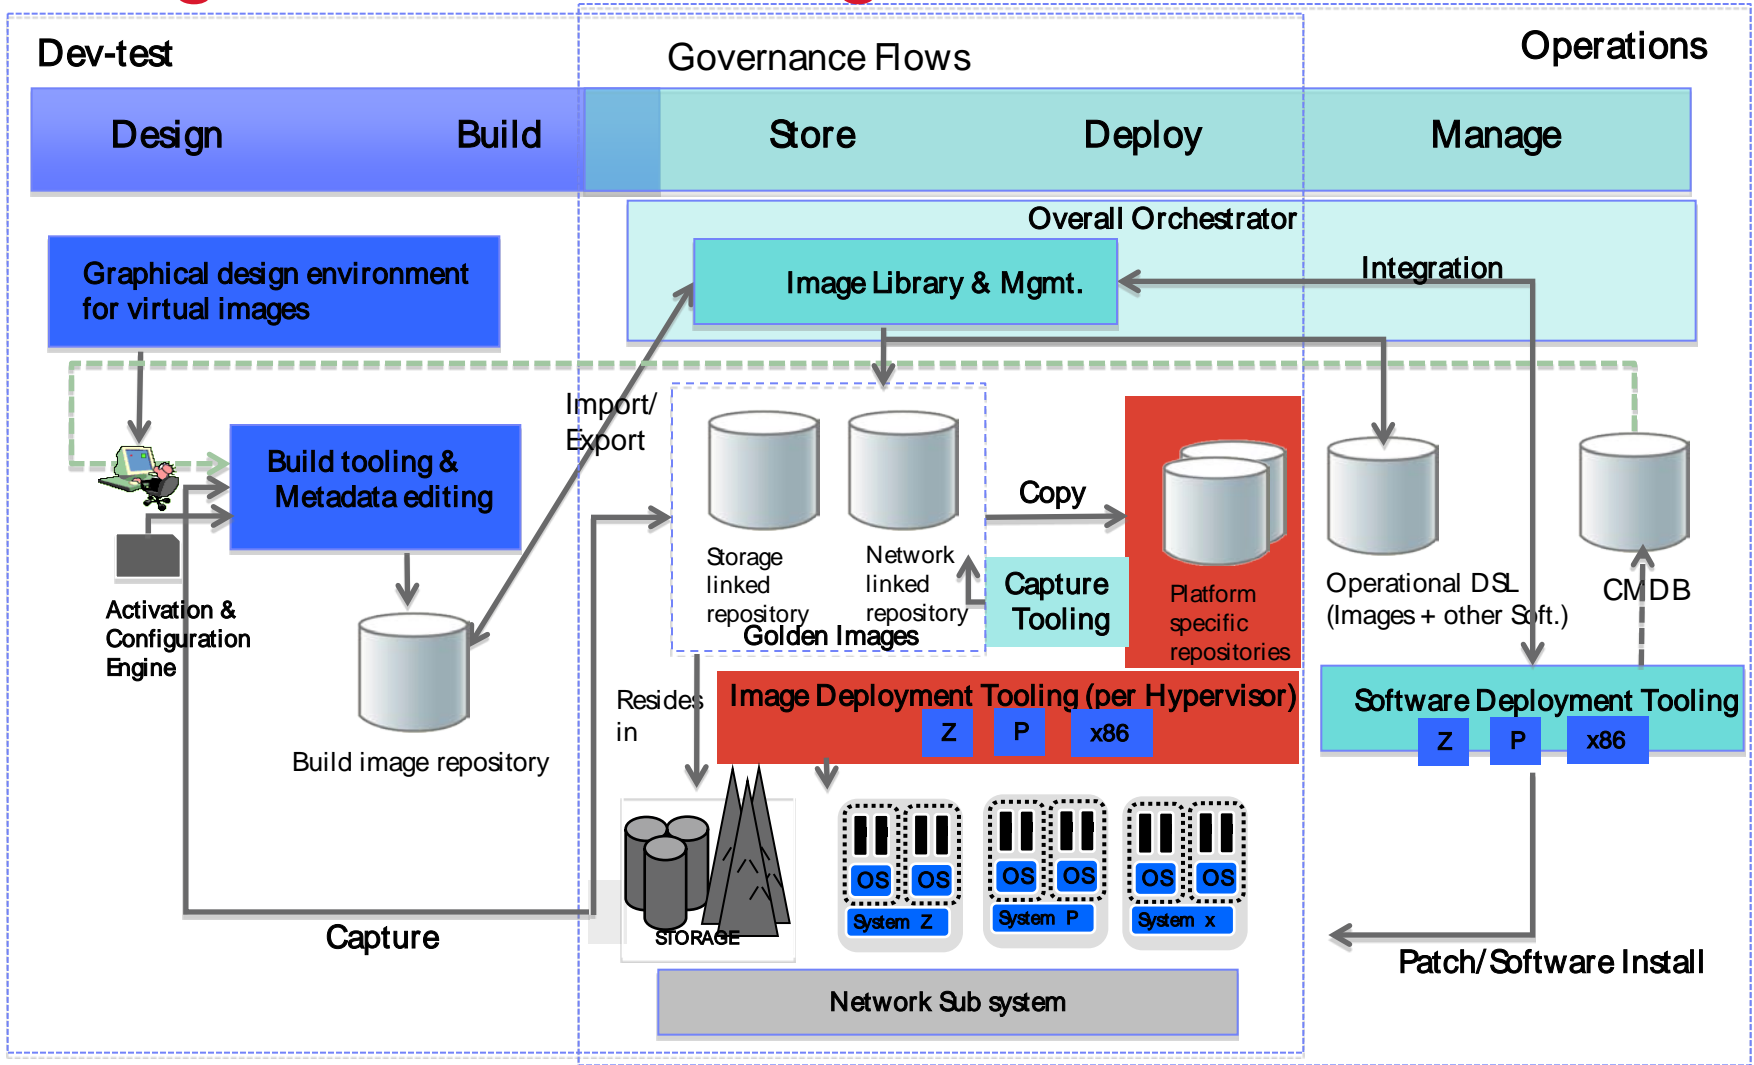 Dev-test
Governance Flows
Operations
Design
Build
Store
Deploy
Manage
Overall Orchestrator
Graphical design environment
for virtual images
Image Library & Mgmt.
Integration
Import/
Export
Build tooling &
Metadata editing
Copy
Storage
linked
repository
Network
linked
repository
Golden Images
Capture
Tooling
Platform
specific
repositories
Operational DSL
(Images + other Soft.)
CMDB
Activation &
Configuration
Engine
Build image repository
Resides
in
Image Deployment Tooling (per Hypervisor)
Z
P
x86
Software Deployment Tooling
Z
P
x86
OS
OS
OS
OS
OS
OS
System Z
System P
System x
STORAGE
Capture
Patch/Software Install
Network Sub system